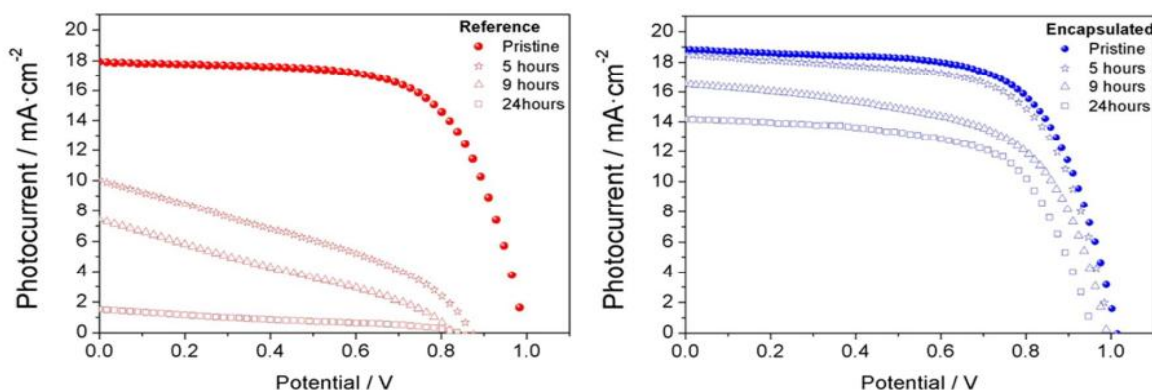 Photocurrent / mA·cm⁻²
20
18
16
14
12
10
8
6
4
2
0
0.0 0.2 0.4 0.6 0.8 1.0
Potential / V
Reference
Pristine
5 hours
9 hours
24hours
Photocurrent / mA·cm⁻²
20
18
16
14
12
10
8
6
4
2
0
0.0 0.2 0.4 0.6 0.8 1.0
Potential / V
Encapsulated
Pristine
5 hours
9 hours
24hours